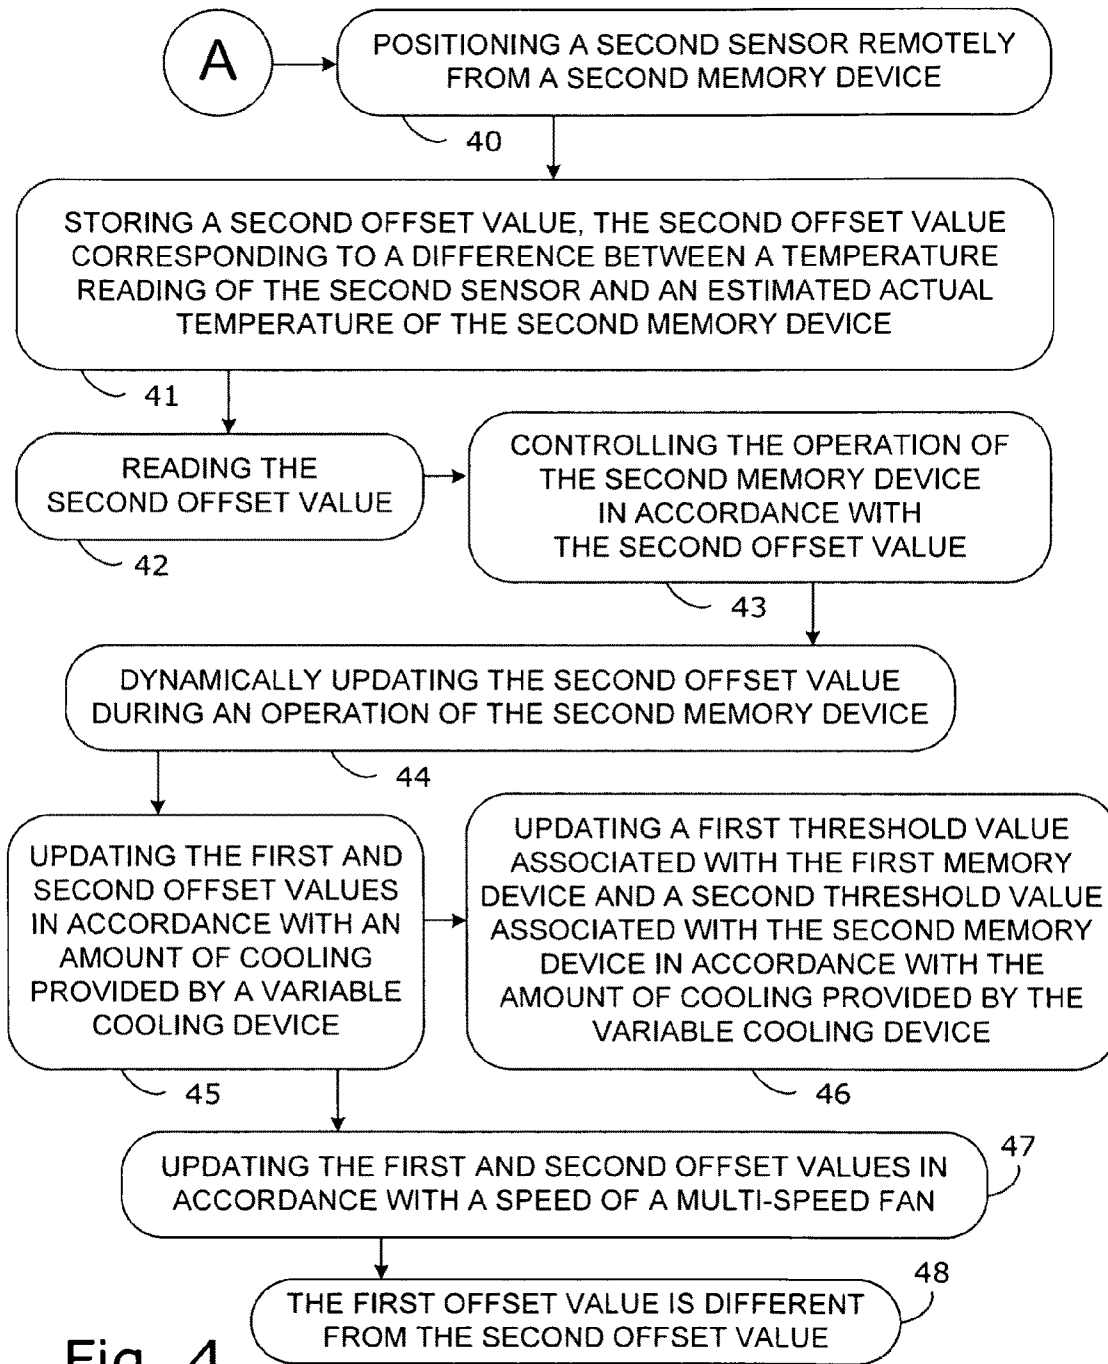 A
POSITIONING A SECOND SENSOR REMOTELY
FROM A SECOND MEMORY DEVICE
40
STORING A SECOND OFFSET VALUE, THE SECOND OFFSET VALUE
CORRESPONDING TO A DIFFERENCE BETWEEN A TEMPERATURE
READING OF THE SECOND SENSOR AND AN ESTIMATED ACTUAL
TEMPERATURE OF THE SECOND MEMORY DEVICE
41
READING THE
SECOND OFFSET VALUE
42
CONTROLLING THE OPERATION OF
THE SECOND MEMORY DEVICE
IN ACCORDANCE WITH
THE SECOND OFFSET VALUE
43
DYNAMICALLY UPDATING THE SECOND OFFSET VALUE
DURING AN OPERATION OF THE SECOND MEMORY DEVICE
44
UPDATING THE FIRST AND
SECOND OFFSET VALUES
IN ACCORDANCE WITH AN
AMOUNT OF COOLING
PROVIDED BY A VARIABLE
COOLING DEVICE
45
UPDATING A FIRST THRESHOLD VALUE
ASSOCIATED WITH THE FIRST MEMORY
DEVICE AND A SECOND THRESHOLD VALUE
ASSOCIATED WITH THE SECOND MEMORY
DEVICE IN ACCORDANCE WITH THE
AMOUNT OF COOLING PROVIDED BY THE
VARIABLE COOLING DEVICE
46
UPDATING THE FIRST AND SECOND OFFSET VALUES IN
ACCORDANCE WITH A SPEED OF A MULTI-SPEED FAN
47
THE FIRST OFFSET VALUE IS DIFFERENT
FROM THE SECOND OFFSET VALUE
48
Fig. 4